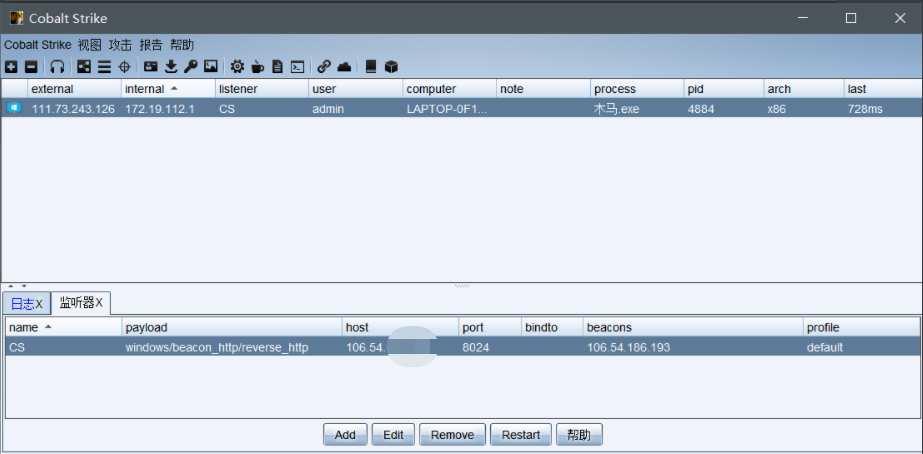 Cobalt Strike
Cobalt Strike 视图 攻击 报告 帮助
external internal listener user computer note process pid arch last
111.73.243.126 172.19.112.1 CS admin LAPTOP-0F1... 木马.exe 4884 x86 728ms
日志X 监听器X
name payload host port bindto beacons profile
CS windows/beacon_http/reverse_http 106.54. 8024 106.54.186.193 default
Add Edit Remove Restart 帮助